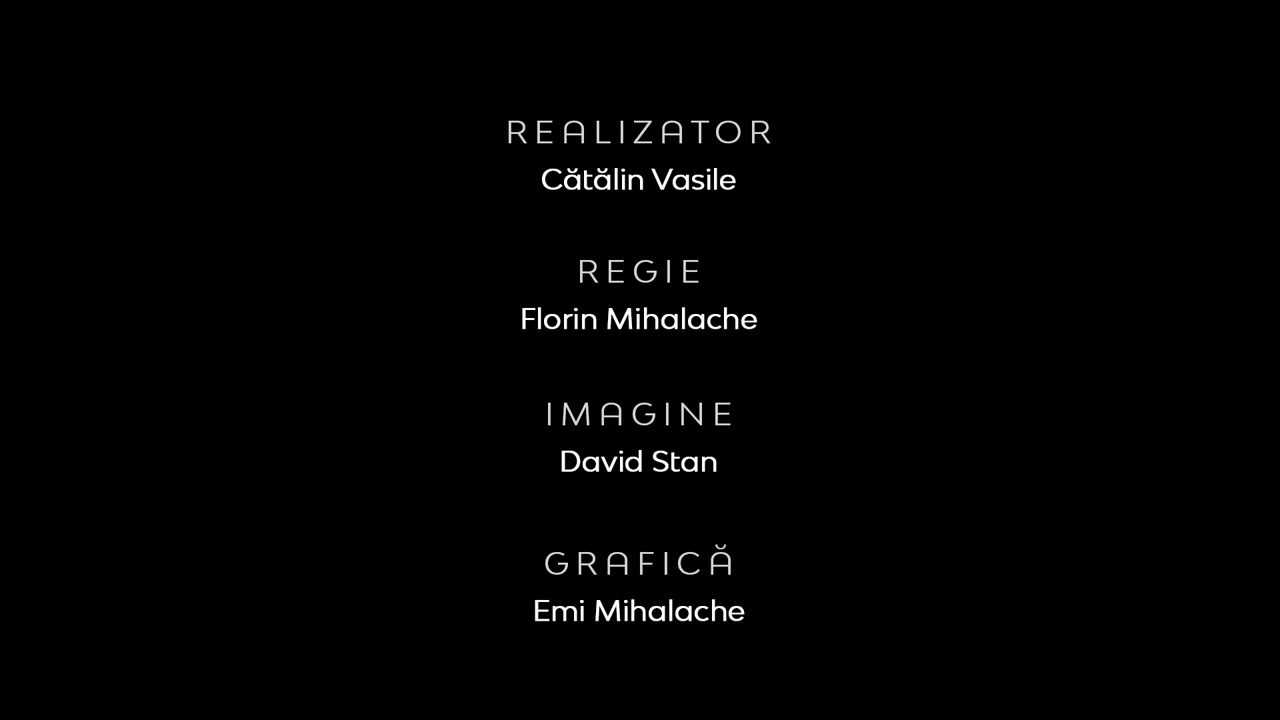 REALIZATOR
Cătălin Vasile
REGIE
Florin Mihalache
IMAGINE
David Stan
GRAFICĂ
Emi Mihalache